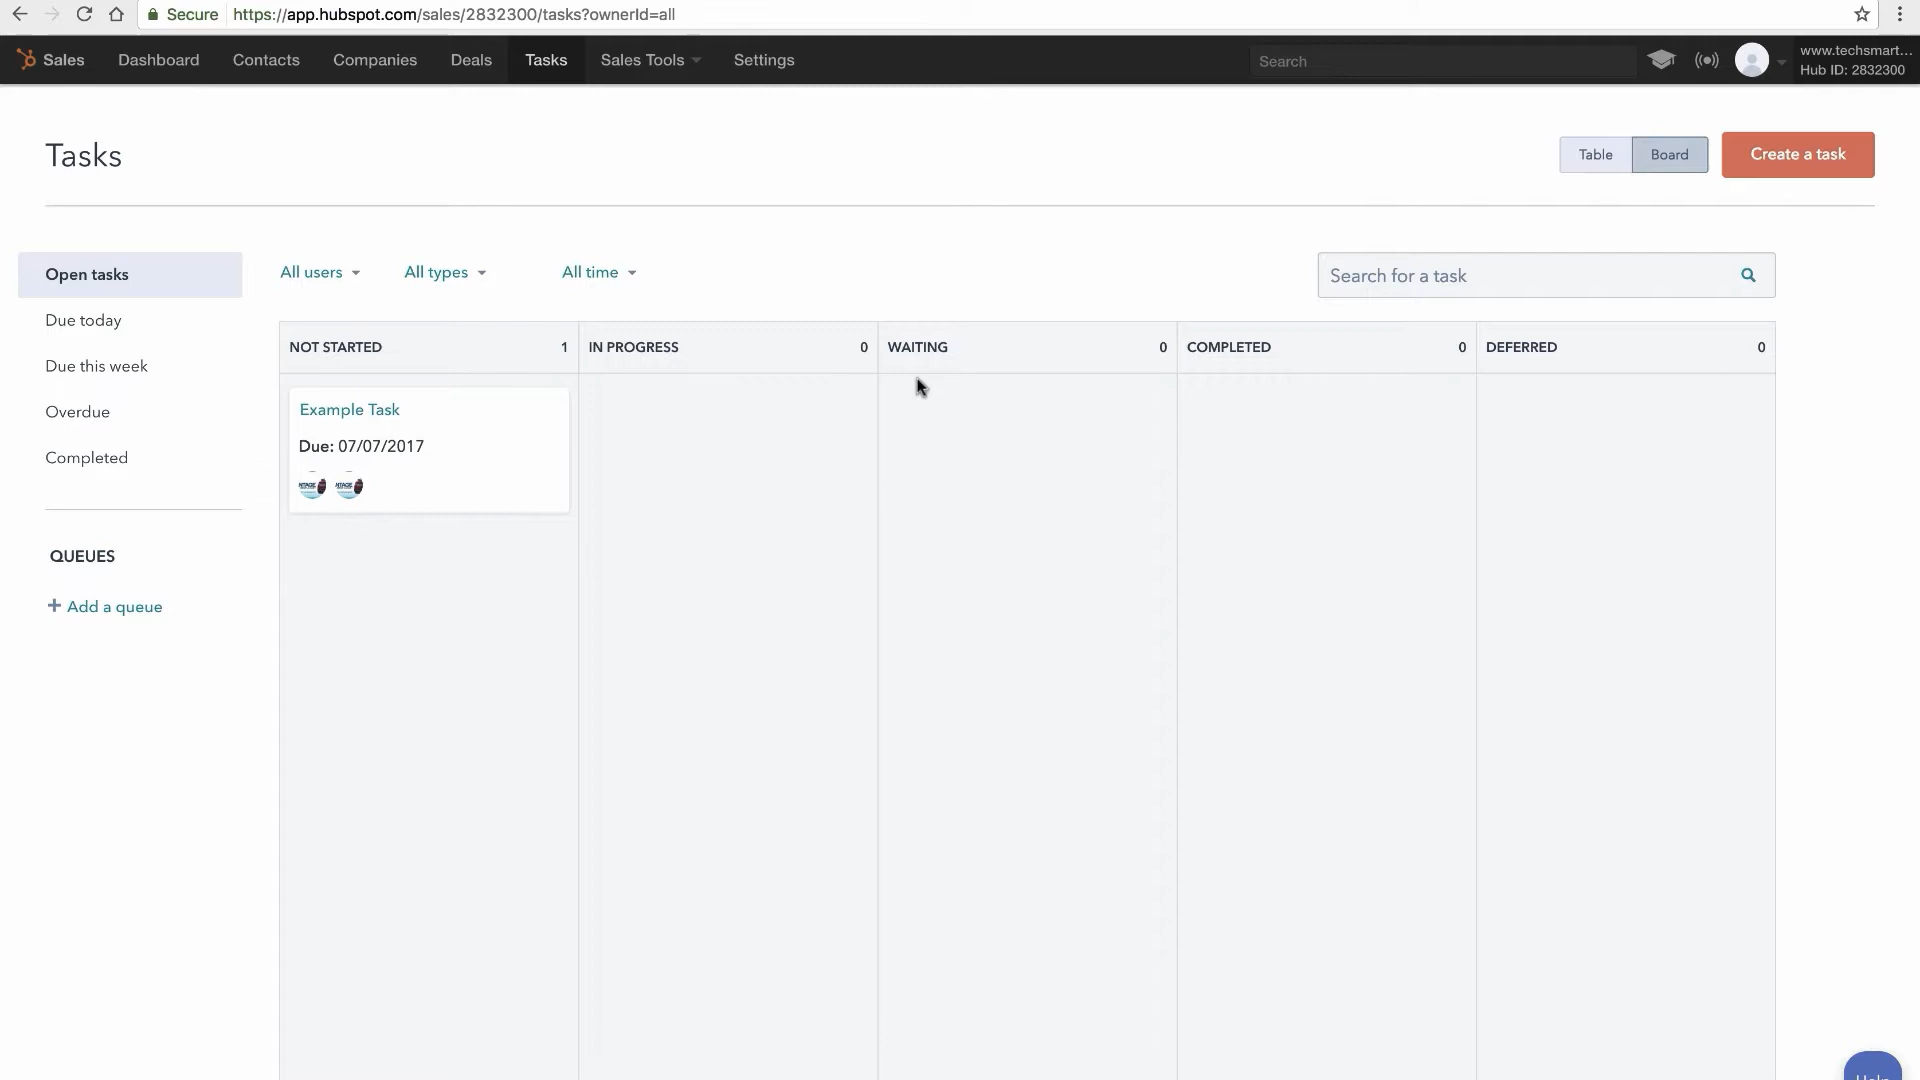 Secure https://app.hubspot.com/sales/2832300/tasks?ownerId=all
Sales Dashboard Contacts Companies Deals Tasks Sales Tools Settings Search www.techsmart...
Hub ID: 2832300
Tasks Table Board Create a task
Open tasks
Due today
Due this week
Overdue
Completed
QUEUES
+ Add a queue
All users All types All time Search for a task
NOT STARTED 1 IN PROGRESS 0 WAITING 0 COMPLETED 0 DEFERRED 0
Example Task
Due: 07/07/2017
Help